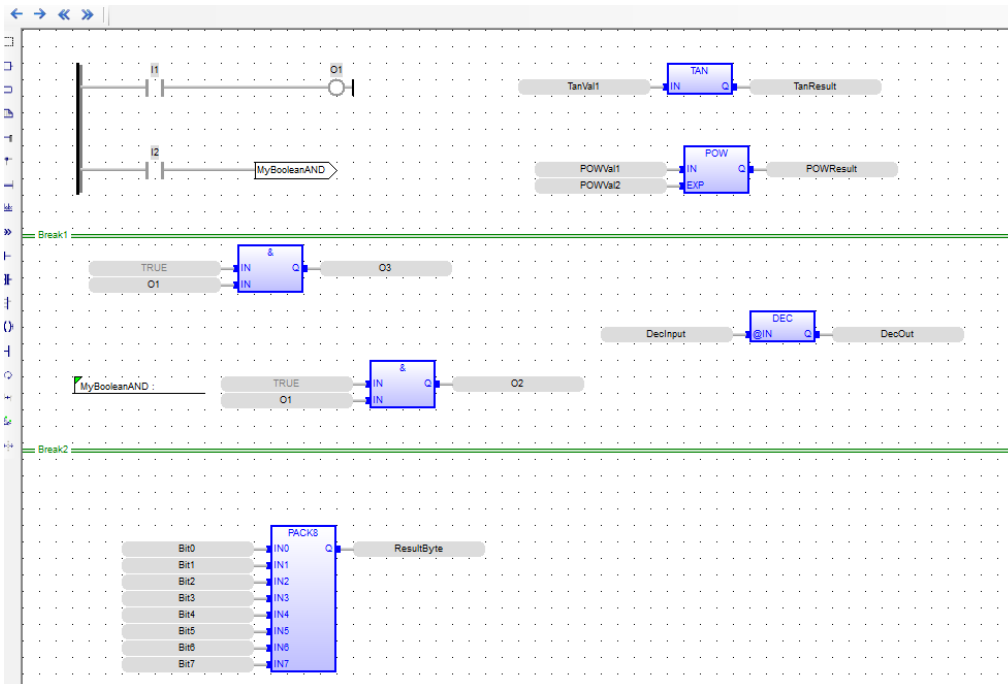 I1 O1
TanVal1 TAN IN Q TanResult
I2
MyBooleanAND
POWVal1 POW IN Q POWResult
POWVal2 EXP
Break1
&
TRUE IN Q O3
O1 IN
DEC
DecInput @IN Q DecOut
MyBooleanAND :
&
TRUE IN Q O2
O1 IN
Break2
PACK8
Bit0 IN0 Q ResultByte
Bit1 IN1
Bit2 IN2
Bit3 IN3
Bit4 IN4
Bit5 IN5
Bit6 IN6
Bit7 IN7